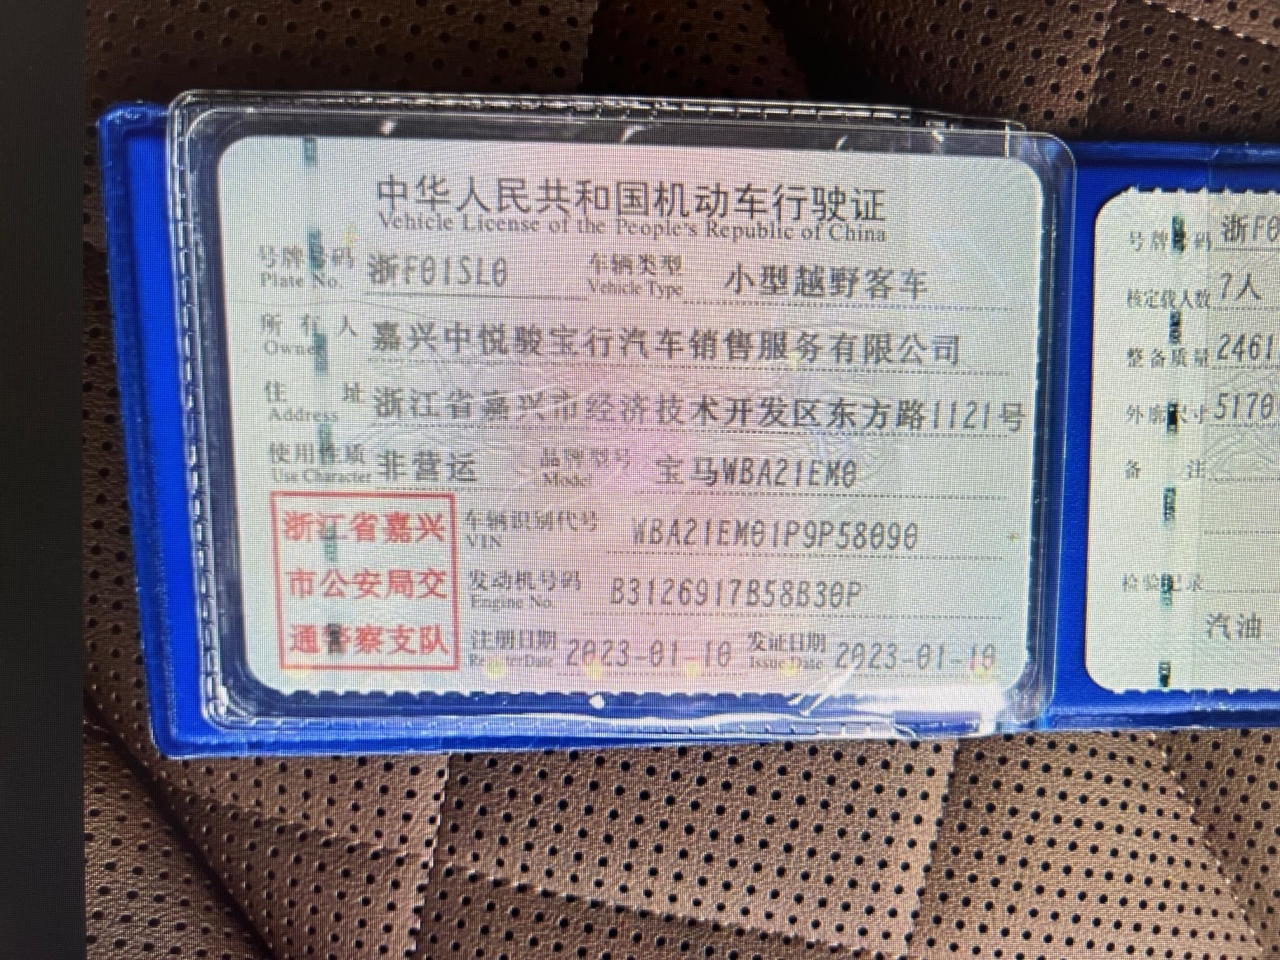 中华人民共和国机动车行驶证
Vehicle License of the People's Republic of China
号牌号码 浙F01SL0 车辆类型 小型越野客车
Plate No. Vehicle Type
所有人 嘉兴中悦骏宝行汽车销售服务有限公司
Owner
住址 浙江省嘉兴市经济技术开发区东方路1121号
Address
使用性质 非营运 品牌型号 宝马WBA21EM0
Use Character Model
浙江省嘉兴
市公安局交
通警察支队
车辆识别代号 WBA21EM01P9P58090
VIN
发动机号码 B3126917B58B30P
Engine No.
注册日期 2023-01-10 发证日期 2023-01-10
Register Date Issue Date
号牌号码 浙F0
核定载人数 7人
整备质量 2461
外廓尺寸 5170
备注
检验记录
汽油